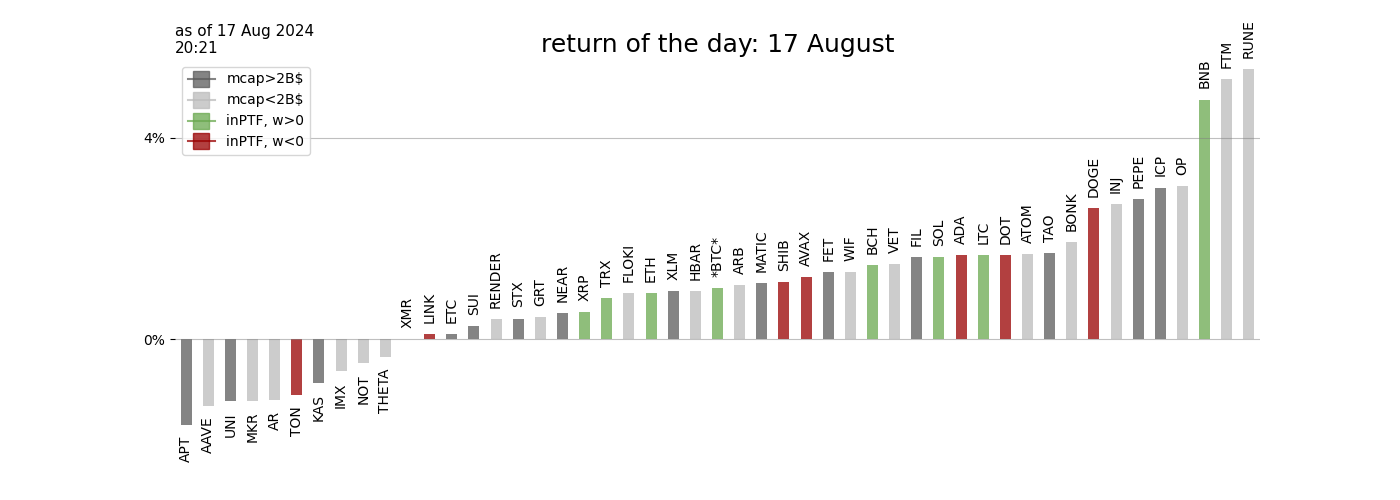 as of 17 Aug 2024
20:21
return of the day: 17 August
mcap>2B$
mcap<2B$
inPTF, w>0
inPTF, w<0
4%
0%
APT
AAVE
UNI
MKR
AR
TON
KAS
IMX
NOT
THETA
XMR
LINK
ETC
SUI
RENDER
STX
GRT
NEAR
XRP
TRX
FLOKI
ETH
XLM
HBAR
*BTC*
ARB
MATIC
SHIB
AVAX
FET
WIF
BCH
VET
FIL
SOL
ADA
LTC
DOT
ATOM
TAO
BONK
DOGE
INJ
PEPE
ICP
OP
BNB
FTM
RUNE